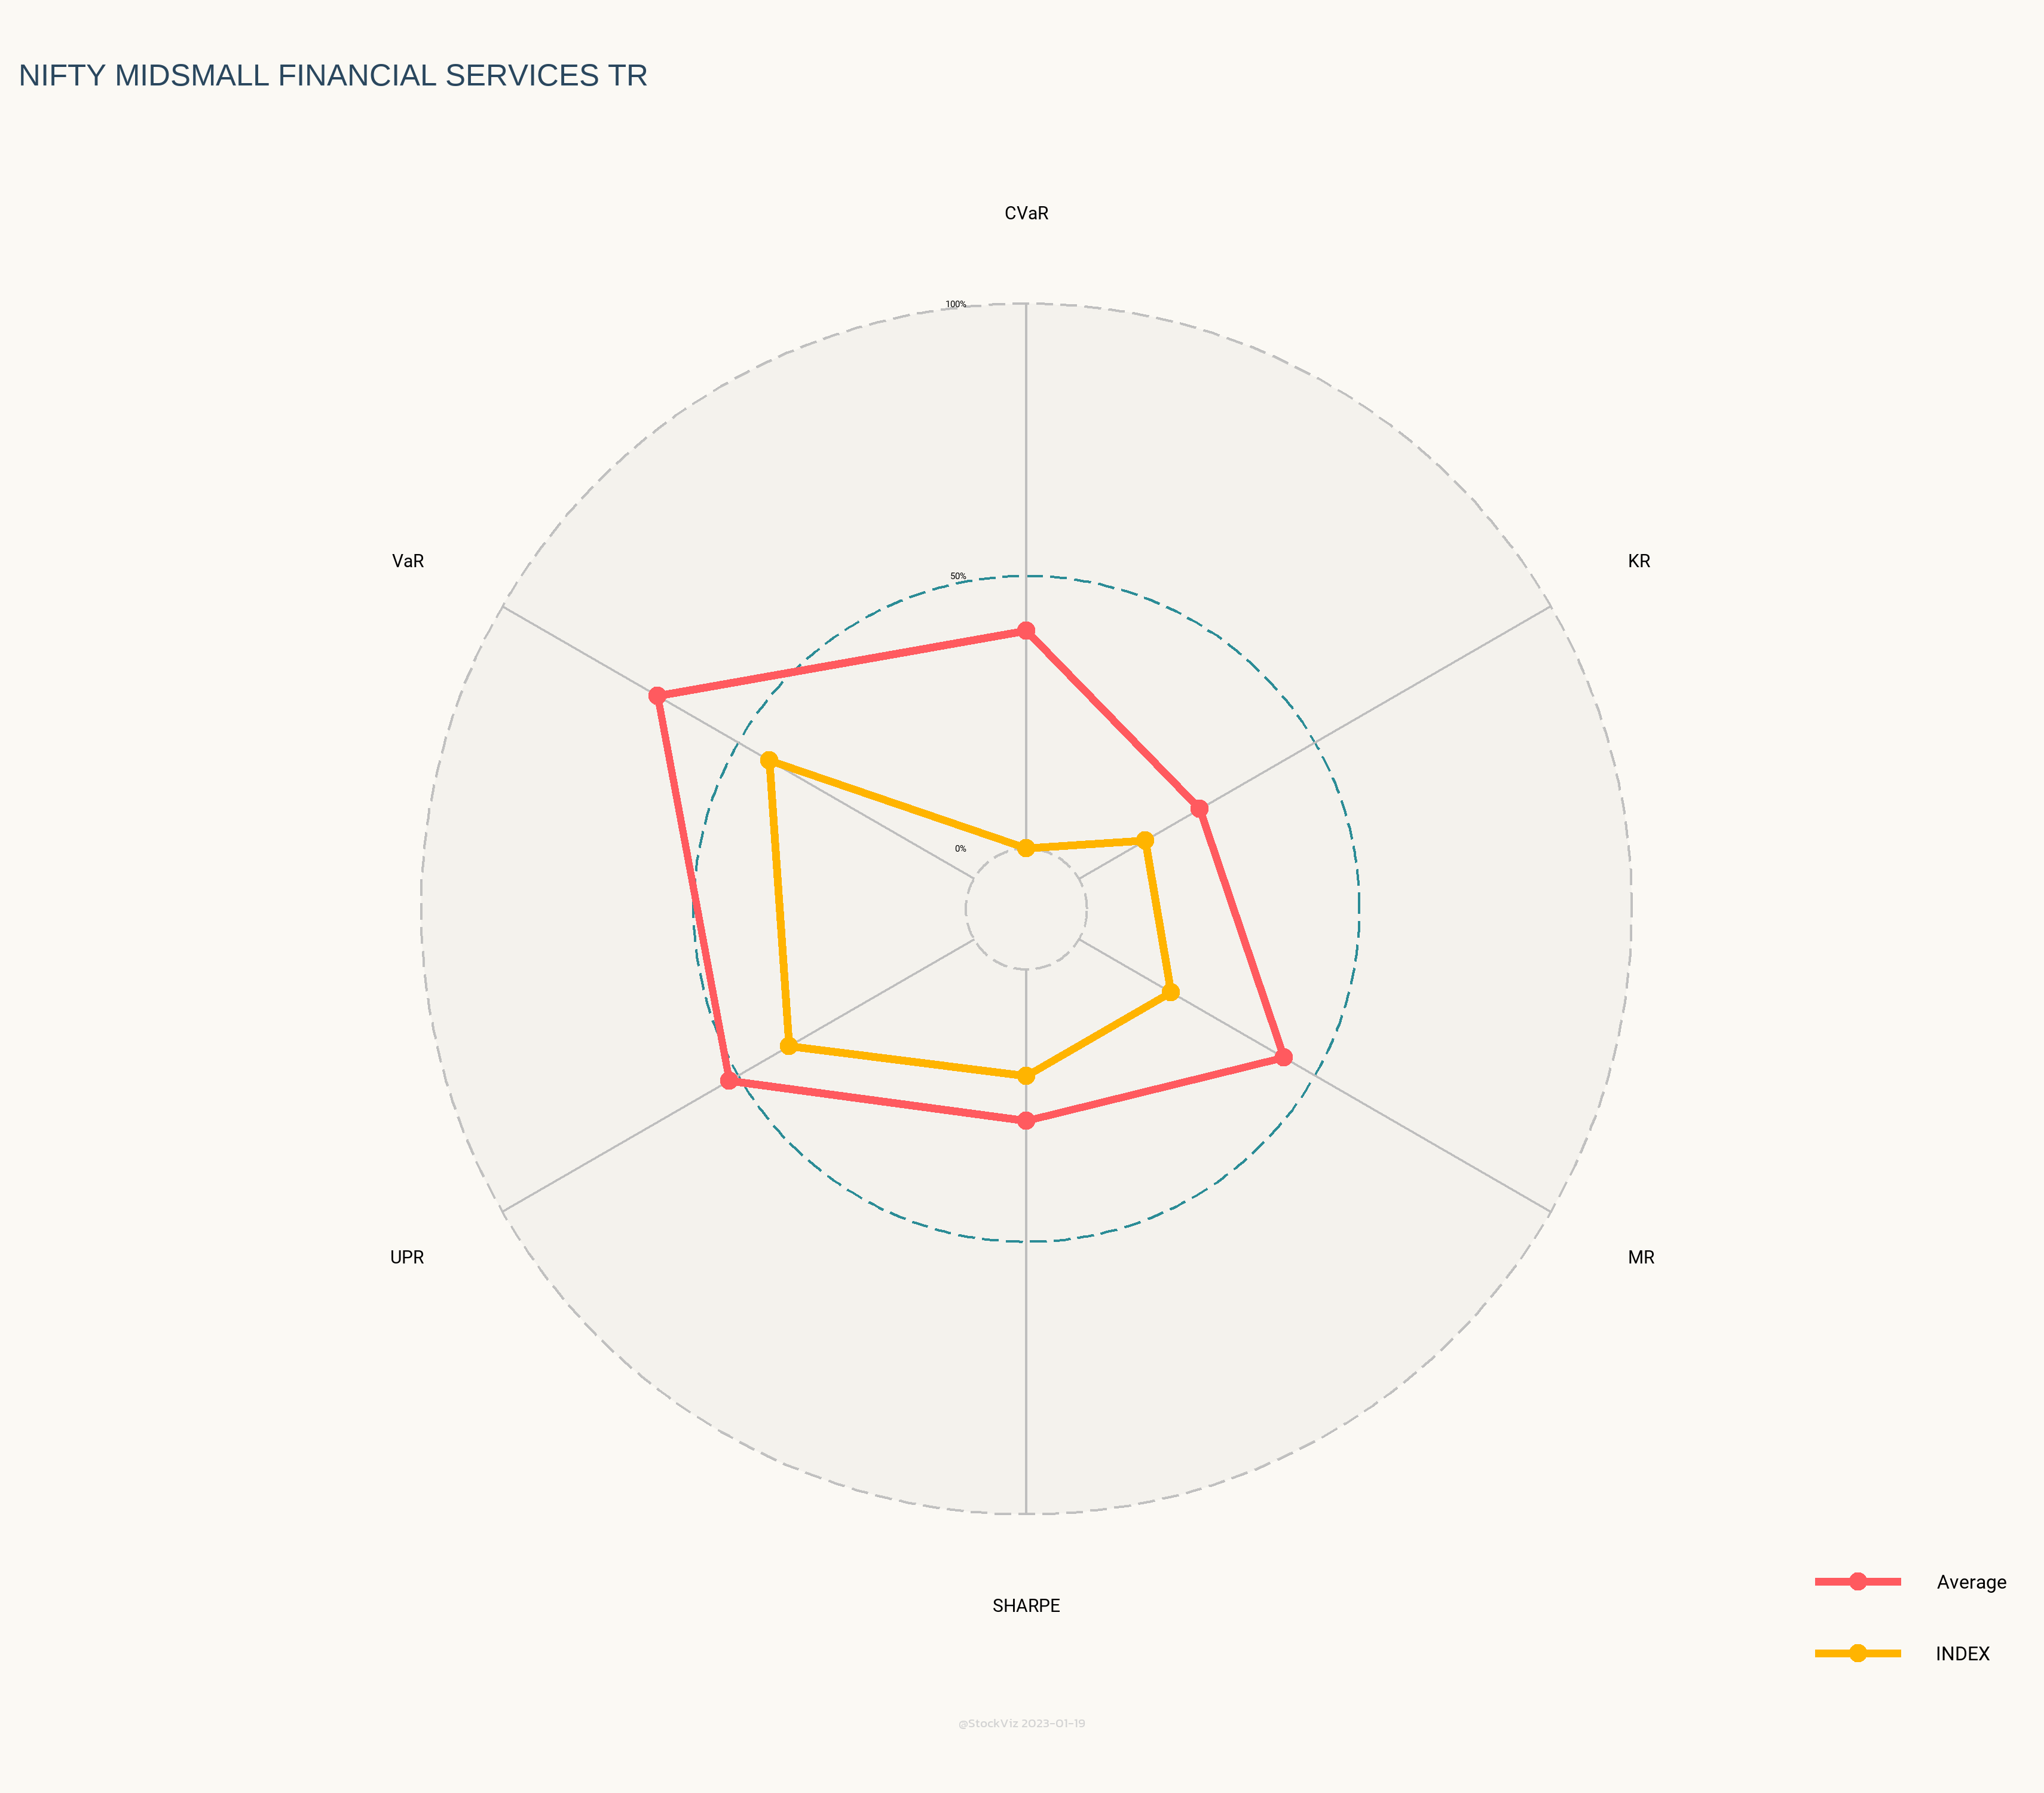 NIFTY MIDSMALL FINANCIAL SERVICES TR
CVaR
100%
VaR
KR
50%
0%
UPR
MR
SHARPE
Average
INDEX
@StockViz 2023-01-19